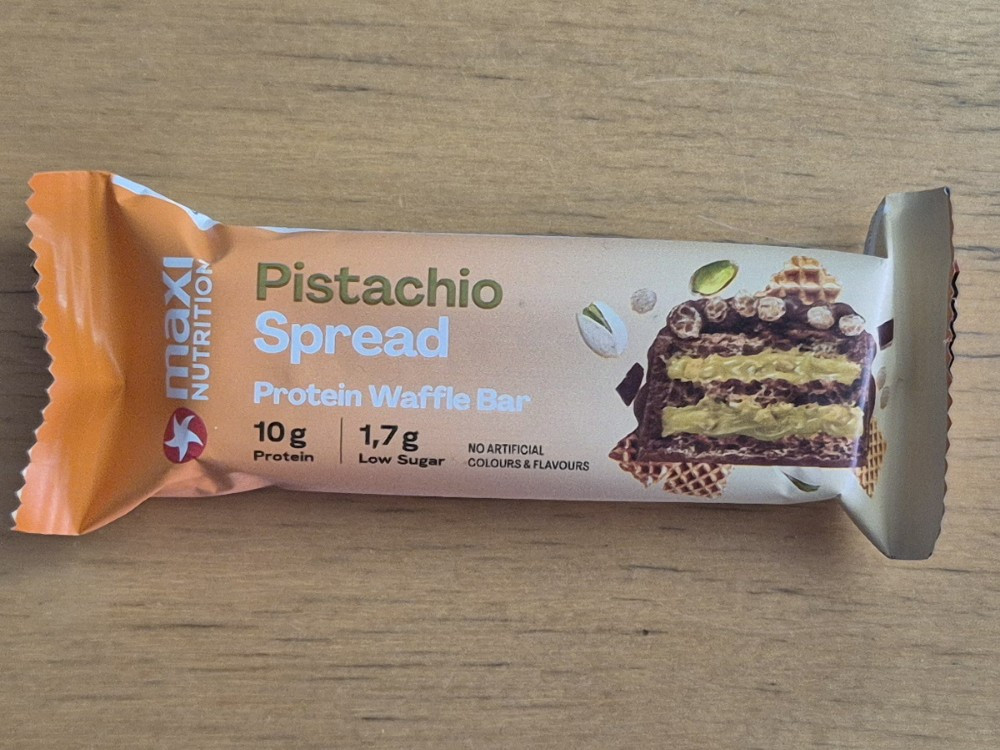 maxi
NUTRITION
Pistachio
Spread
Protein Waffle Bar
10 g
Protein
1,7 g
Low Sugar
NO ARTIFICIAL
COLOURS & FLAVOURS